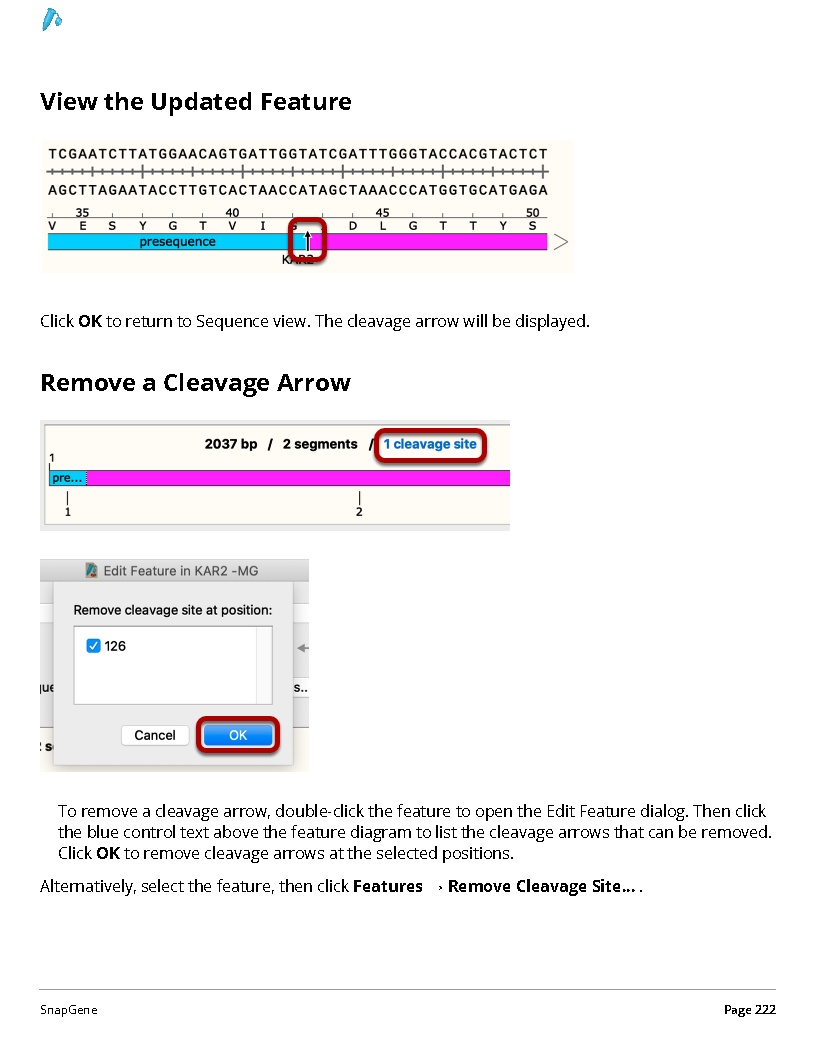 View the Updated Feature
TCGAATCTTATGGAACAGTGATTGGTATCGATTTGGGTACCACGTACTCT
AGCTTAGAATACCTTGTCACTAACCATAGCTAAACCCATGGTGCATGAGA
35 40 45 50
V E S Y G T V I G D L G T T Y S
presequence
KAR2
Click OK to return to Sequence view. The cleavage arrow will be displayed.
Remove a Cleavage Arrow
2037 bp / 2 segments / 1 cleavage site
1
pre...
1 2
Edit Feature in KAR2 -MG
Remove cleavage site at position:
126
s..
Cancel OK
To remove a cleavage arrow, double-click the feature to open the Edit Feature dialog. Then click
the blue control text above the feature diagram to list the cleavage arrows that can be removed.
Click OK to remove cleavage arrows at the selected positions.
Alternatively, select the feature, then click Features → Remove Cleavage Site... .
SnapGene Page 222